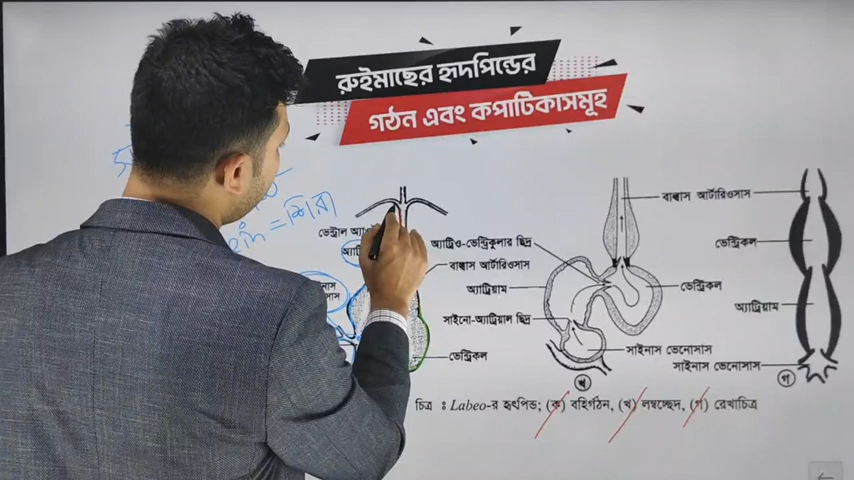 রুইমাছের হৃদপিন্ডের
গঠন এবং কপাটিকাসমূহ
= শিরা
বাল্বাস আর্টারিওসাস
ভেন্ট্রাল
অ্যাট্রিও-ভেন্ট্রিকুলার ছিদ্র
ভেন্ট্রিকল
বাল্বাস আর্টারিওসাস
অ্যাট্রিয়াম
ভেন্ট্রিকল
অ্যাট্রিয়াম
সাইনো-অ্যাট্রিয়াল ছিদ্র
ভেন্ট্রিকল
সাইনাস ভেনোসাস
সাইনাস ভেনোসাস
খ
গ
চিত্র ঃ Labeo-র হৃৎপিন্ড; (ক) বহির্গঠন, (খ) লম্বচ্ছেদ, (গ) রেখাচিত্র